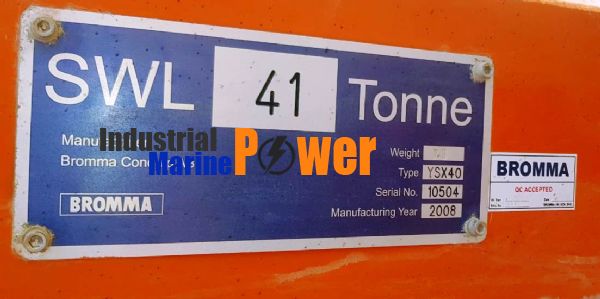 SWL 41 Tonne
Industrial
Marine Power
Bromma
Weight
Type YSX40
Serial No. 10504
Manufacturing Year 2008
BROMMA
BROMMA
QC ACCEPTED